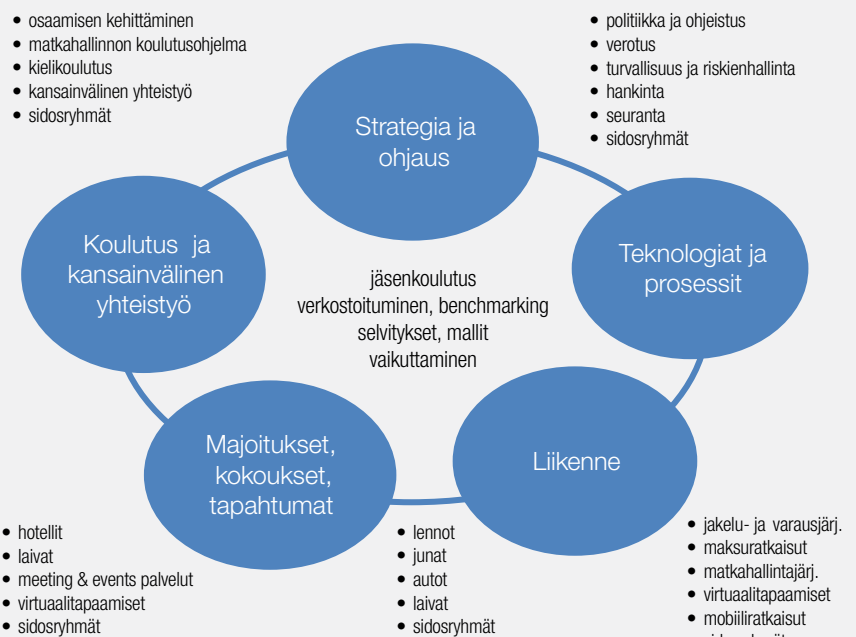 • osaamisen kehittäminen
• matkahallinnon koulutusohjelma
• kielikoulutus
• kansainvälinen yhteistyö
• sidosryhmät
• politiikka ja ohjeistus
• verotus
• turvallisuus ja riskienhallinta
• hankinta
• seuranta
• sidosryhmät
Strategia ja
ohjaus
Koulutus ja
kansainvälinen
yhteistyö
Teknologiat ja
prosessit
jäsenkoulutus
verkostoituminen, benchmarking
selvitykset, mallit
vaikuttaminen
Majoitukset,
kokoukset,
tapahtumat
Liikenne
• hotellit
• laivat
• meeting & events palvelut
• virtuaalitapaamiset
• sidosryhmät
• lennot
• junat
• autot
• laivat
• sidosryhmät
• jakelu- ja varausjärj.
• maksuratkaisut
• matkahallintajärj.
• virtuaalitapaamiset
• mobiiliratkaisut